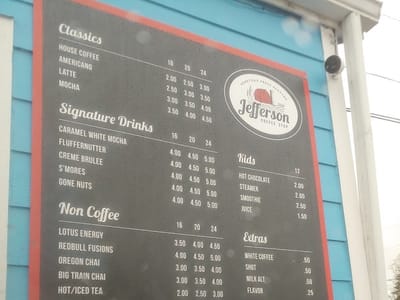 Classics
16 20 24
HOUSE COFFEE 2.00 2.50 3.00
AMERICANO 2.50 3.00 3.50
LATTE 3.00 3.50 4.00
MOCHA 3.50 4.00 4.50
Jefferson
COFFEE STOP
Signature Drinks
16 20 24
CARAMEL WHITE MOCHA 4.00 4.50 5.00
FLUFFERNUTTER 4.00 4.50 5.00
CREME BRULEE 4.00 4.50 5.00
S'MORES 4.00 4.50 5.00
GONE NUTS 4.00 4.50 5.00
Kids
12
HOT CHOCOLATE 2.50
STEAMER 2.00
SMOOTHIE 2.50
JUICE 1.50
Non Coffee
16 20 24
LOTUS ENERGY 3.50 4.00 4.50
REDBULL FUSIONS 4.00 4.50 5.00
OREGON CHAI 3.00 3.50 4.00
BIG TRAIN CHAI 3.00 3.50 4.00
HOT/ICED TEA 2.00 2.50 3.00
Extras
WHITE COFFEE .50
SHOT .50
MILK ALT. .50
FLAVOR .25